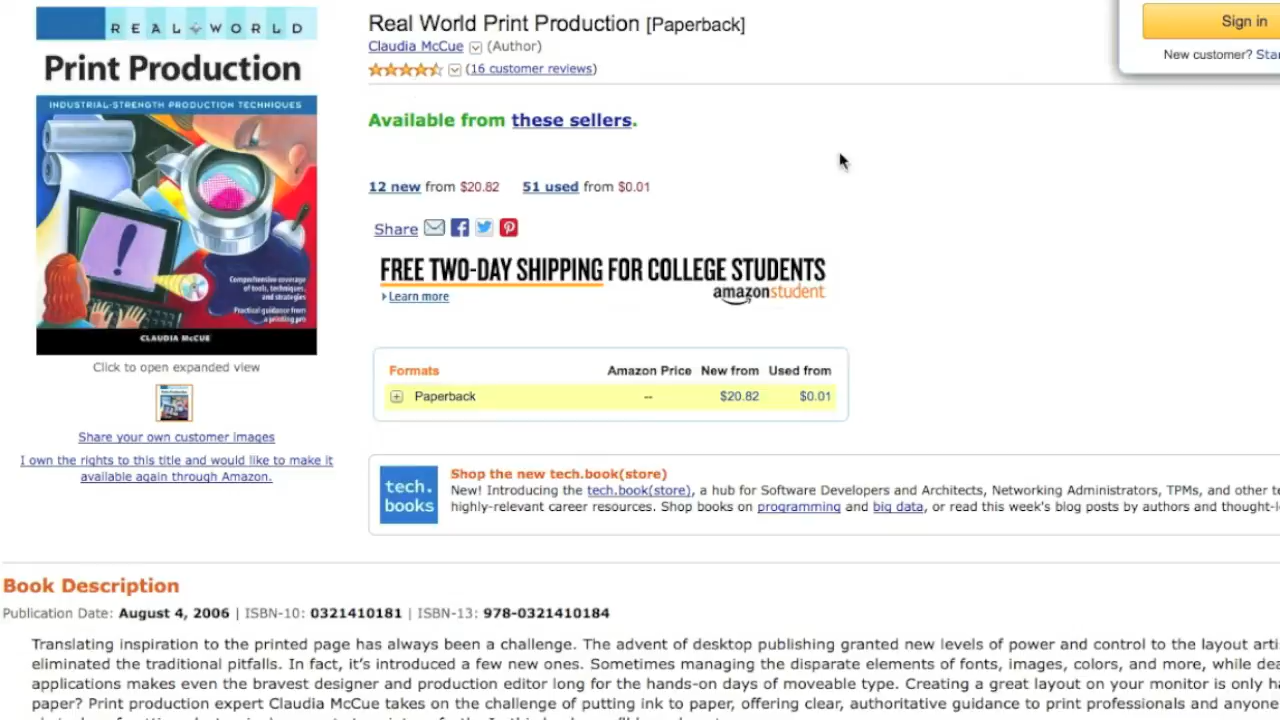 REAL WORLD
Print Production
INDUSTRIAL-STRENGTH PRODUCTION TECHNIQUES
Comprehensive coverage
of tools, techniques,
and strategies
Practical guidance from
a printing pro
CLAUDIA McCUE
Click to open expanded view
Share your own customer images
I own the rights to this title and would like to make it
available again through Amazon.
Real World Print Production [Paperback]
Claudia McCue (Author)
(16 customer reviews)
Available from these sellers.
12 new from $20.82 51 used from $0.01
Share
FREE TWO-DAY SHIPPING FOR COLLEGE STUDENTS
amazonstudent
Learn more
Formats Amazon Price New from Used from
Paperback -- $20.82 $0.01
tech.
books
Shop the new tech.book(store)
New! Introducing the tech.book(store), a hub for Software Developers and Architects, Networking Administrators, TPMs, and other
highly-relevant career resources. Shop books on programming and big data, or read this week's blog posts by authors and
Sign in
New customer?
Book Description
Publication Date: August 4, 2006 | ISBN-10: 0321410181 | ISBN-13: 978-0321410184
Translating inspiration to the printed page has always been a challenge. The advent of desktop publishing granted new levels of power and control to the layout
eliminated the traditional pitfalls. In fact, it's introduced a few new ones. Sometimes managing the disparate elements of fonts, images, colors, and more, while
applications makes even the bravest designer and production editor long for the hands-on days of moveable type. Creating a great layout on your monitor is only
paper? Print production expert Claudia McCue takes on the challenge of putting ink to paper, offering clear, authoritative guidance to print professionals and